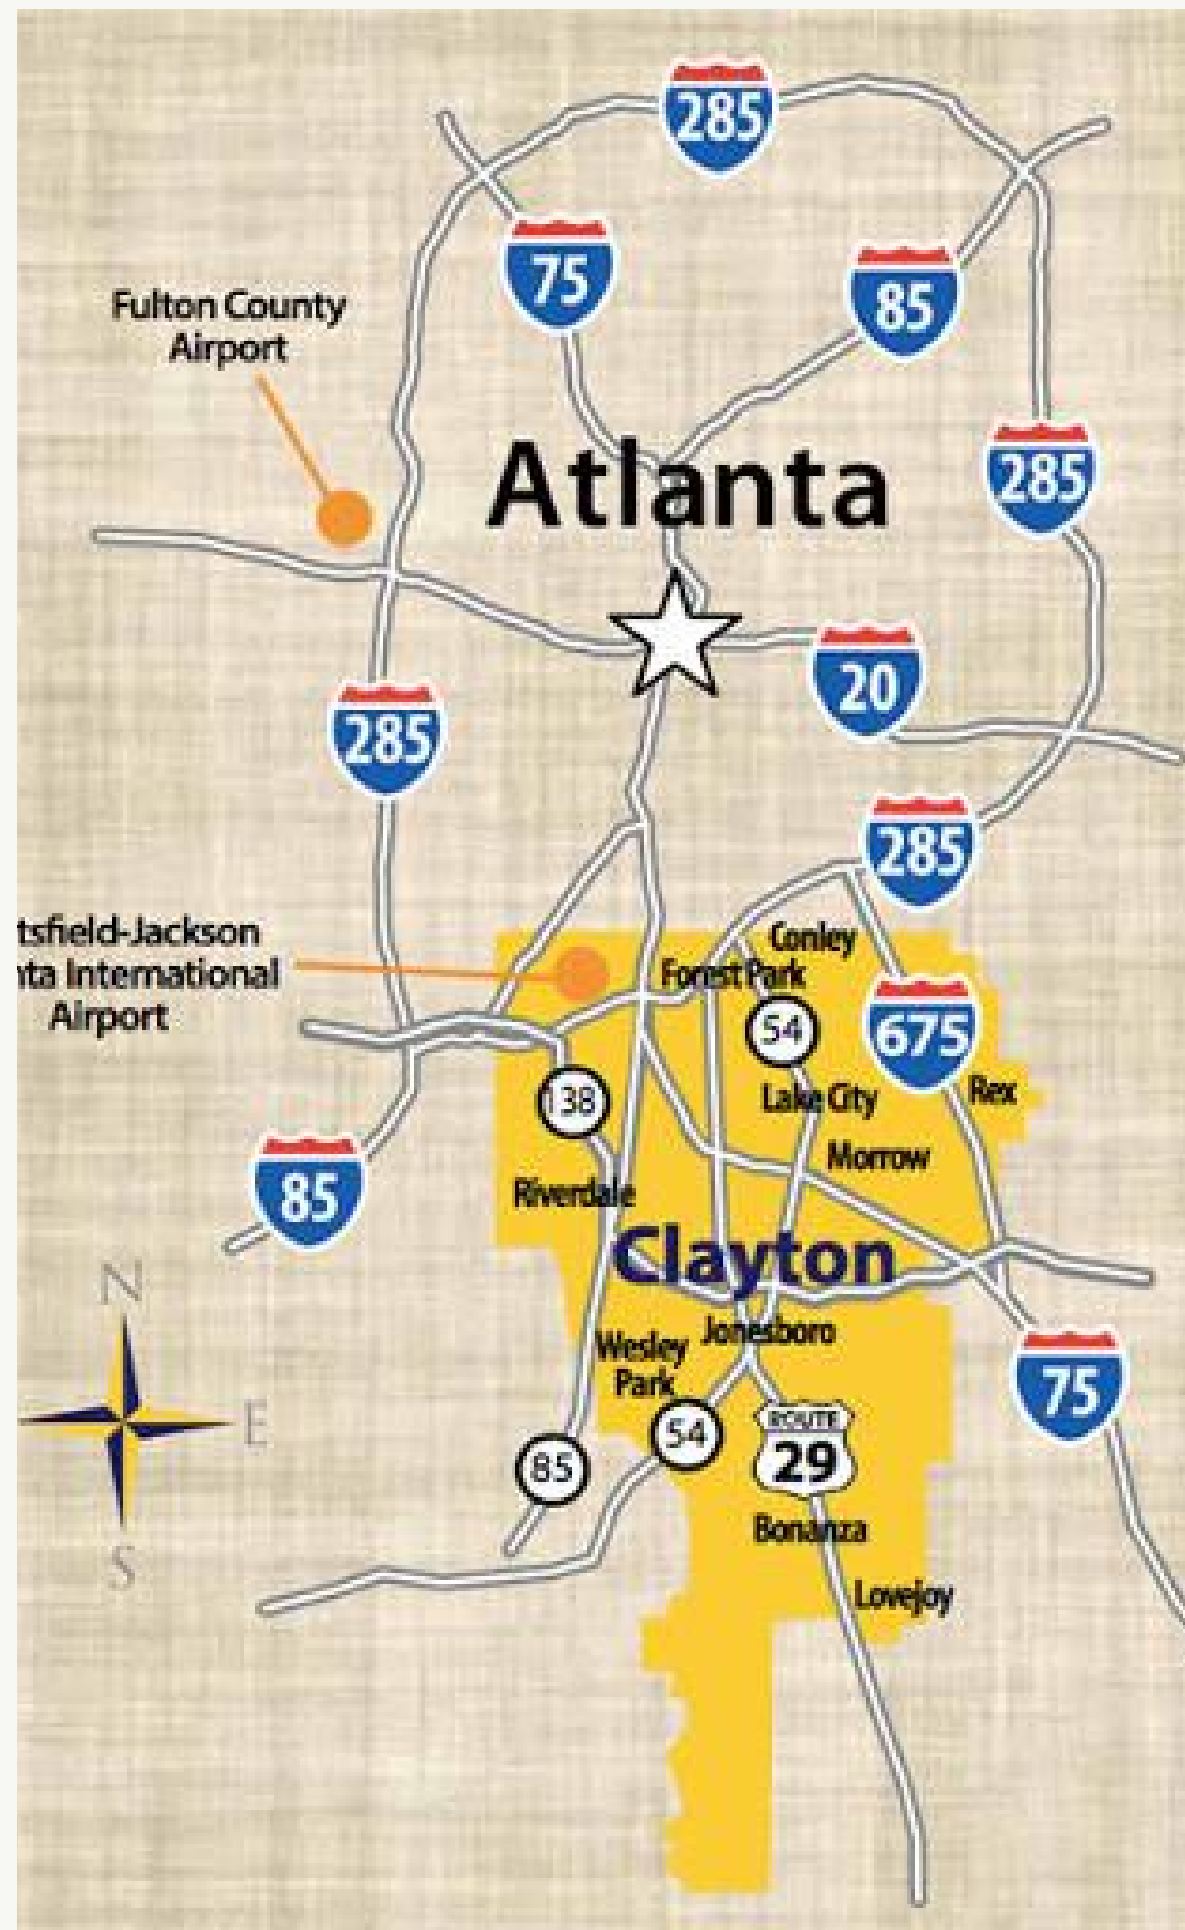 285
75
85
Fulton County
Airport
Atlanta
285
20
285
285
Conley
tsfield-Jackson
nta International
Airport
Forest Park
54
675
138
Lake City
Rex
Morrow
85
Riverdale
Clayton
N
Jonesboro
Wesley
Park
75
E
54
ROUTE
29
85
Bonanza
S
Lovejoy